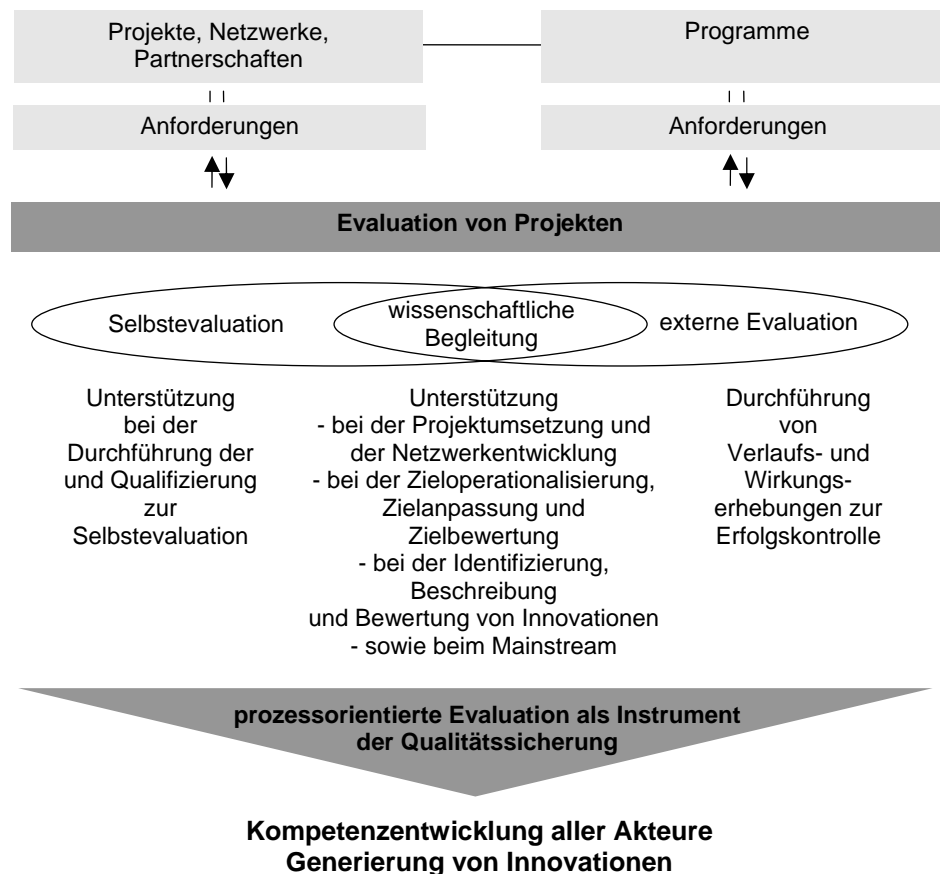 Projekte, Netzwerke,
Partnerschaften
Programme
Anforderungen
Anforderungen
Evaluation von Projekten
Selbstevaluation
wissenschaftliche
Begleitung
externe Evaluation
Unterstützung
bei der
Durchführung der
und Qualifizierung
zur
Selbstevaluation
Unterstützung
- bei der Projektumsetzung und
der Netzwerkentwicklung
- bei der Zieloperationalisierung,
Zielanpassung und
Zielbewertung
- bei der Identifizierung,
Beschreibung
und Bewertung von Innovationen
- sowie beim Mainstream
Durchführung
von
Verlaufs- und
Wirkungs-
erhebungen zur
Erfolgskontrolle
prozessorientierte Evaluation als Instrument
der Qualitätssicherung
Kompetenzentwicklung aller Akteure
Generierung von Innovationen